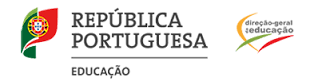 REPÚBLICA
PORTUGUESA
EDUCAÇÃO
direção-geral
da educação